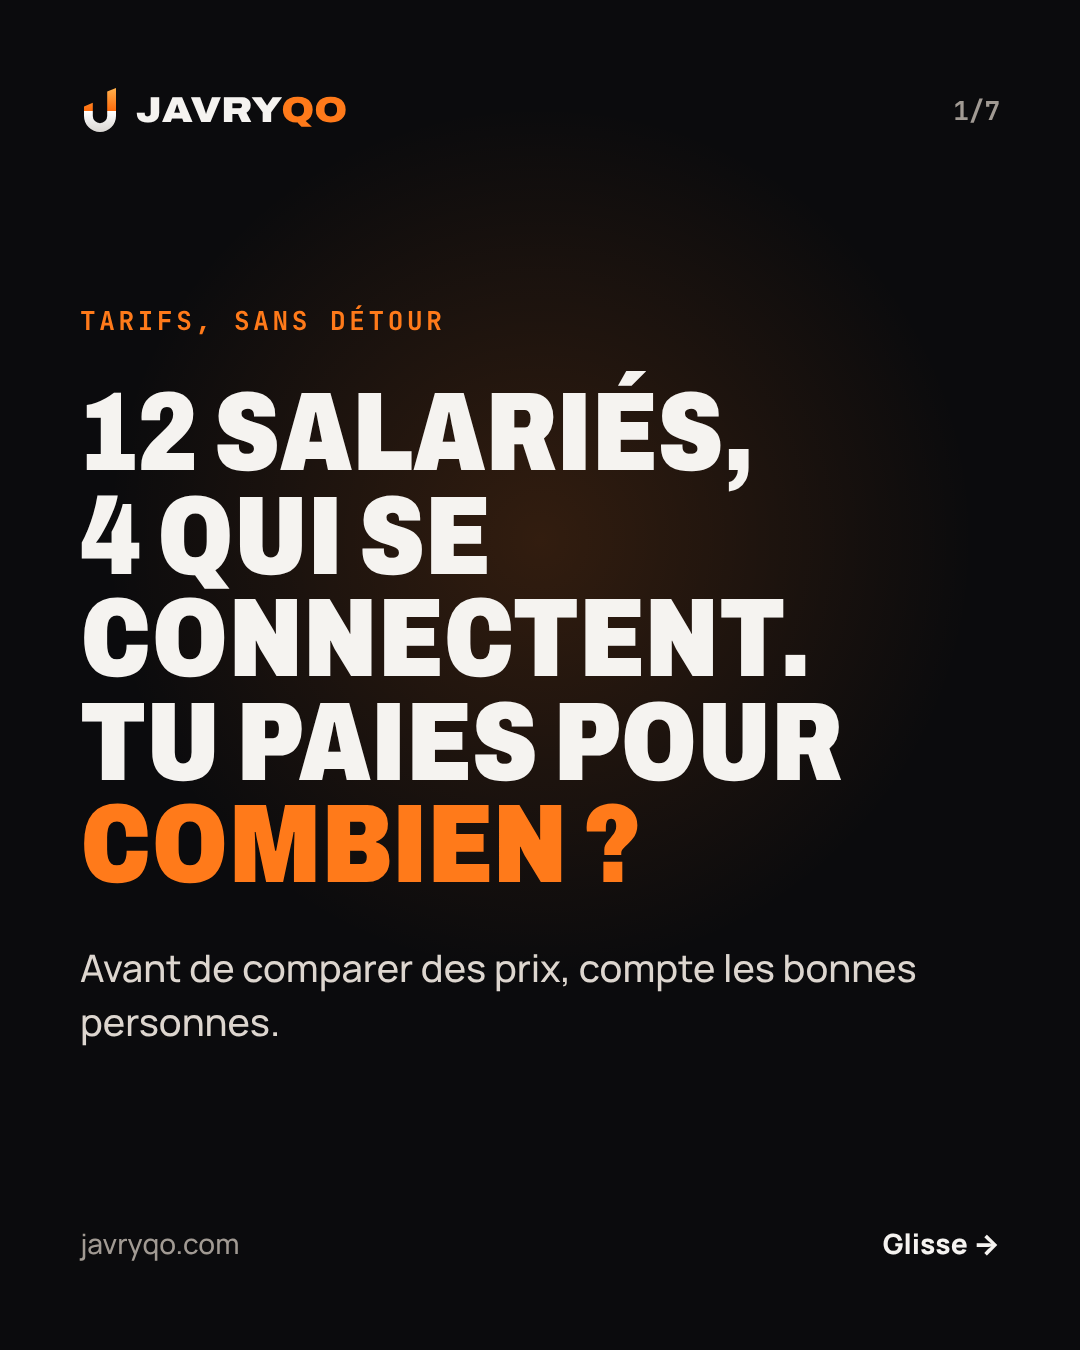 JAVRYQO
1/7
TARIFS, SANS DÉTOUR
12 SALARIÉS,
4 QUI SE
CONNECTENT.
TU PAIES POUR
COMBIEN ?
Avant de comparer des prix, compte les bonnes
personnes.
javryqo.com
Glisse →